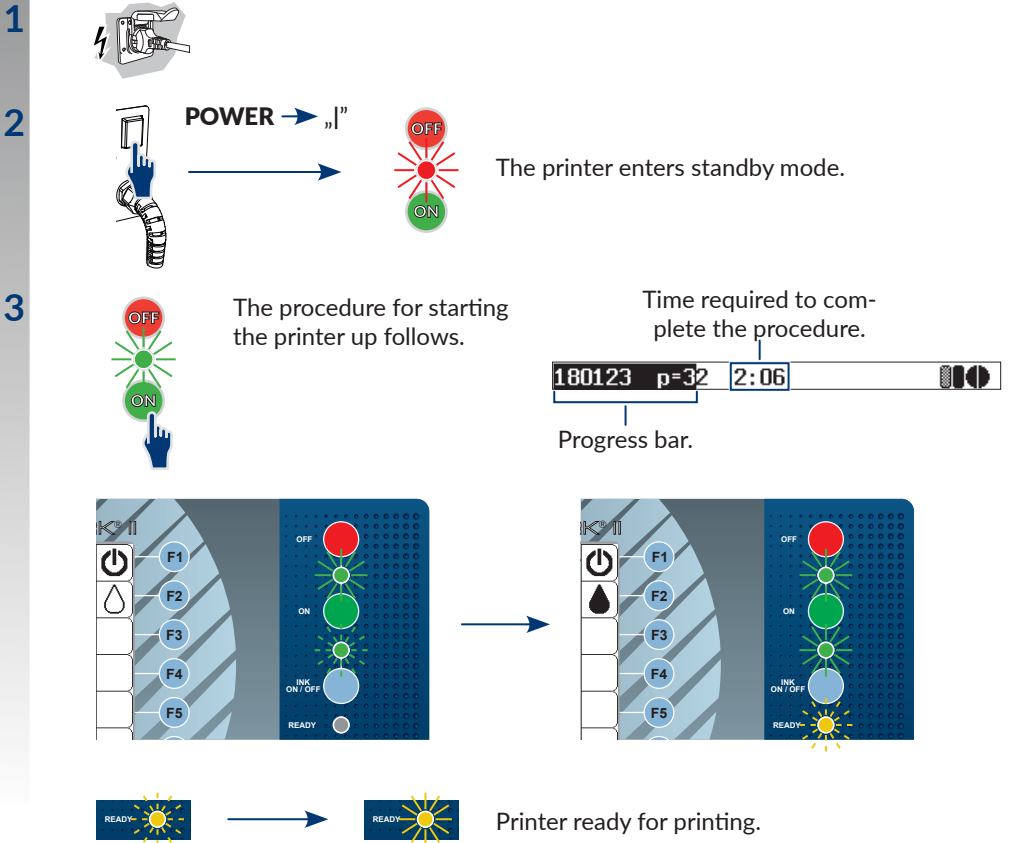 1
2
POWER „|”
OFF
ON
The printer enters standby mode.
3
OFF
ON
The procedure for starting
the printer up follows.
Time required to com-
plete the procedure.
180123 p=32 2:06
Progress bar.
K® II
F1
F2
F3
F4
F5
OFF
ON
INK
ON / OFF
READY
K® II
F1
F2
F3
F4
F5
OFF
ON
INK
ON / OFF
READY
READY
READY
Printer ready for printing.